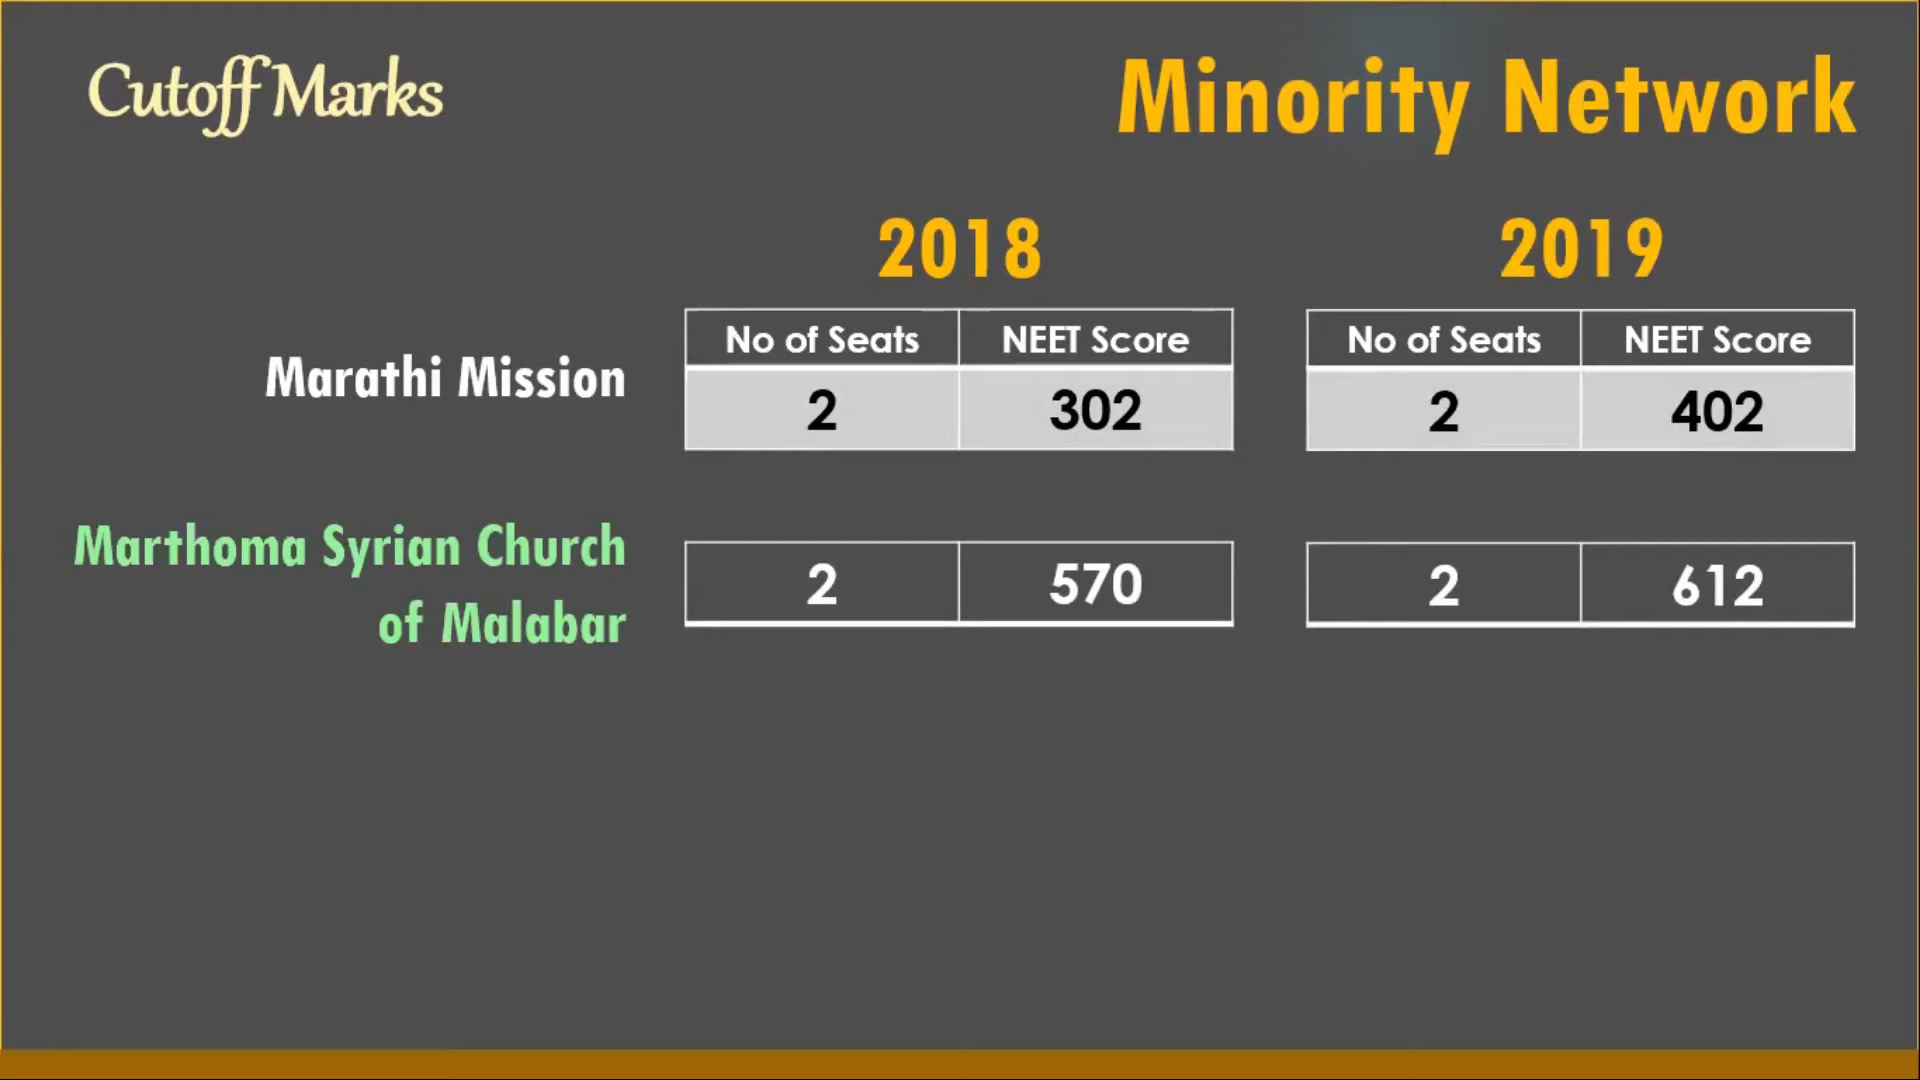 Cutoff Marks
Minority Network
2018 2019
No of Seats NEET Score No of Seats NEET Score
Marathi Mission 2 302 2 402
Marthoma Syrian Church
of Malabar 2 570 2 612